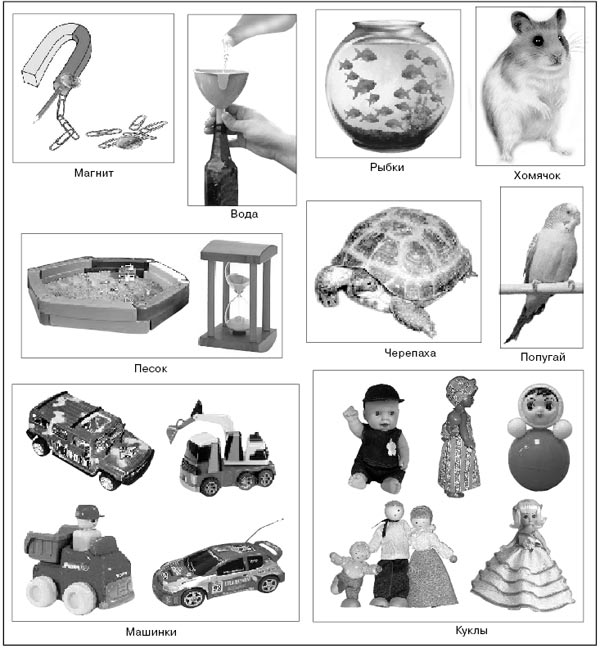 Магнит
Вода
Рыбки
Хомячок
Песок
Черепаха
Попугай
Машинки
Куклы